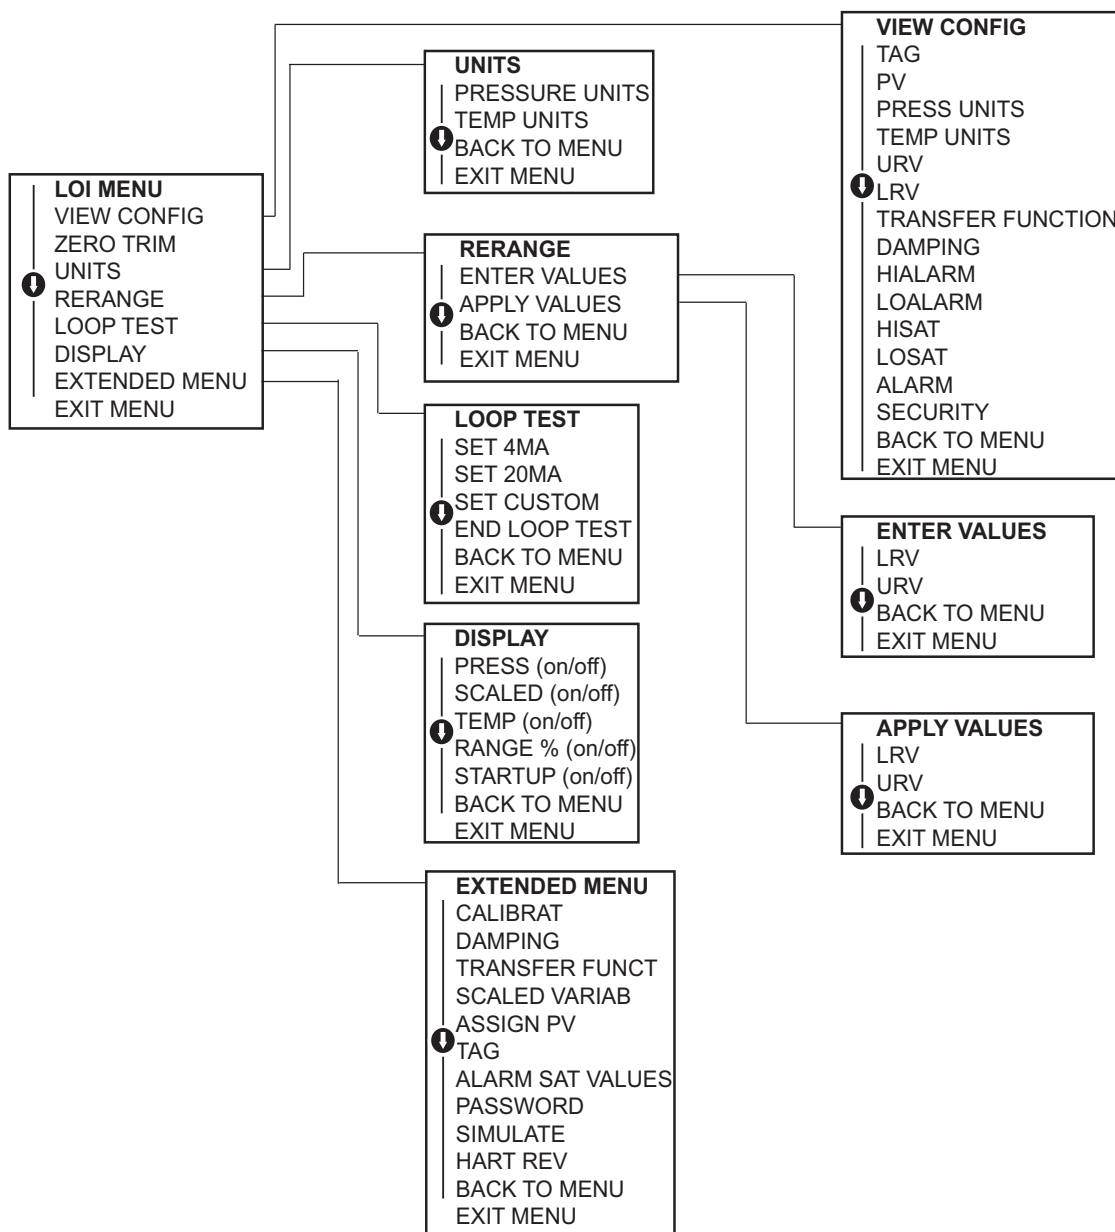 LOI MENU
VIEW CONFIG
ZERO TRIM
UNITS
RERANGE
LOOP TEST
DISPLAY
EXTENDED MENU
EXIT MENU
UNITS
PRESSURE UNITS
TEMP UNITS
BACK TO MENU
EXIT MENU
RERANGE
ENTER VALUES
APPLY VALUES
BACK TO MENU
EXIT MENU
LOOP TEST
SET 4MA
SET 20MA
SET CUSTOM
END LOOP TEST
BACK TO MENU
EXIT MENU
DISPLAY
PRESS (on/off)
SCALED (on/off)
TEMP (on/off)
RANGE % (on/off)
STARTUP (on/off)
BACK TO MENU
EXIT MENU
EXTENDED MENU
CALIBRAT
DAMPING
TRANSFER FUNCT
SCALED VARIAB
ASSIGN PV
TAG
ALARM SAT VALUES
PASSWORD
SIMULATE
HART REV
BACK TO MENU
EXIT MENU
VIEW CONFIG
TAG
PV
PRESS UNITS
TEMP UNITS
URV
LRV
TRANSFER FUNCTION
DAMPING
HIALARM
LOALARM
HISAT
LOSAT
ALARM
SECURITY
BACK TO MENU
EXIT MENU
ENTER VALUES
LRV
URV
BACK TO MENU
EXIT MENU
APPLY VALUES
LRV
URV
BACK TO MENU
EXIT MENU